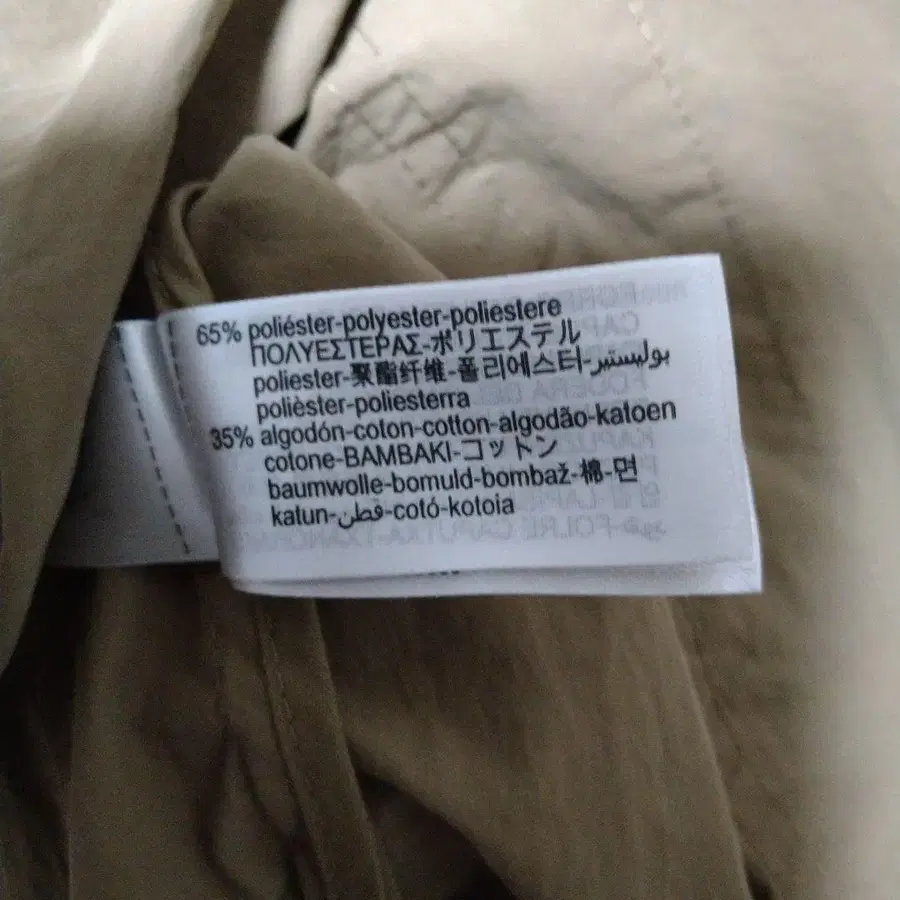 65% poliéster-polyester-poliestere
ΠΟΛΥΕΣΤΕΡΑΣ-ポリエステル
poliester-聚酯纤维-폴리에스터-بوليستير
polièster-poliesterra
35% algodón-coton-cotton-algodão-katoen
cotone-BAMBAKI-コットン
baumwolle-bomuld-bombaž-棉-면
katun-قطن-cotó-kotoia